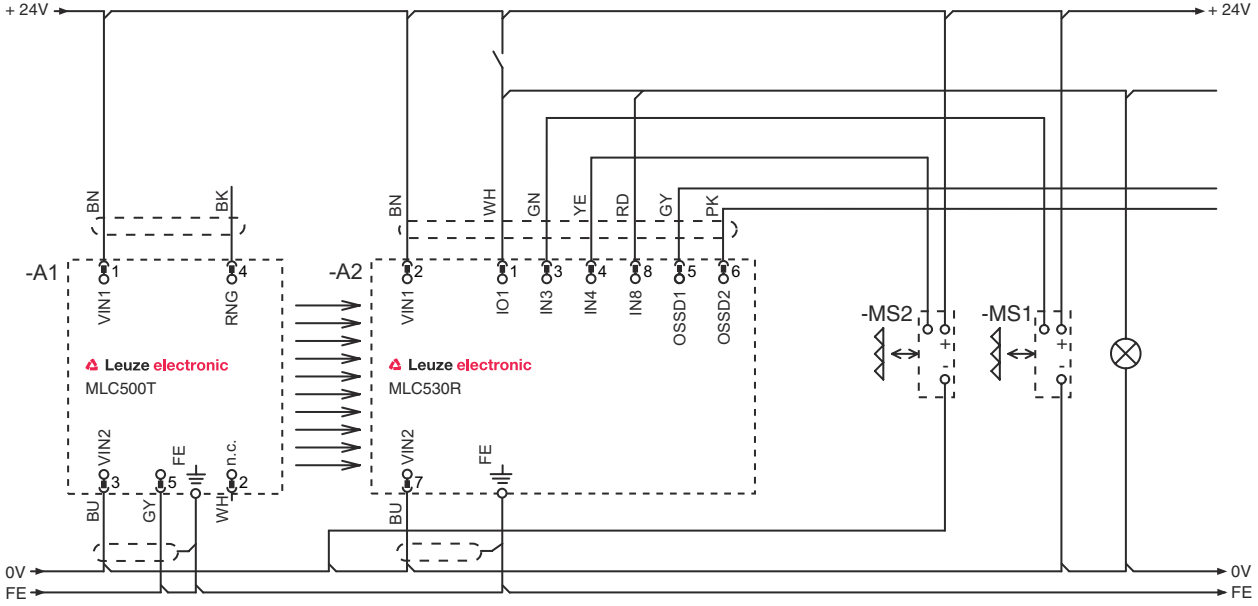 + 24V
+ 24V
BN
BK
BN
WH
GN
YE
RD
GY
PK
-A1
1
4
-A2
2
1
3
4
8
5
6
VIN1
RNG
VIN1
IO1
IN3
IN4
IN8
OSSD1
OSSD2
-MS2
-MS1
+
+
-
-
Leuze electronic
MLC500T
Leuze electronic
MLC530R
VIN2
FE
n.c.
VIN2
FE
3
5
2
7
BU
GY
WH
BU
0V
0V
FE
FE